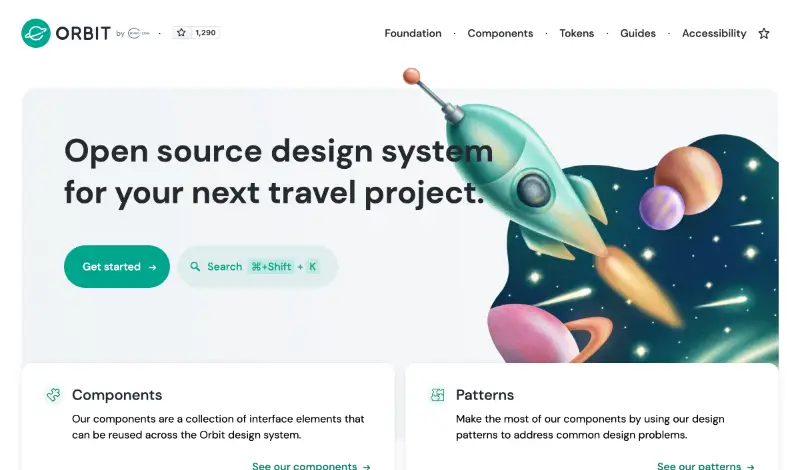 ORBIT by
1,290
Foundation · Components · Tokens · Guides · Accessibility
Open source design system
for your next travel project.
Get started →
Search ⌘+Shift + K
Components
Our components are a collection of interface elements that
can be reused across the Orbit design system.
See our components →
Patterns
Make the most of our components by using our design
patterns to address common design problems.
See our patterns →